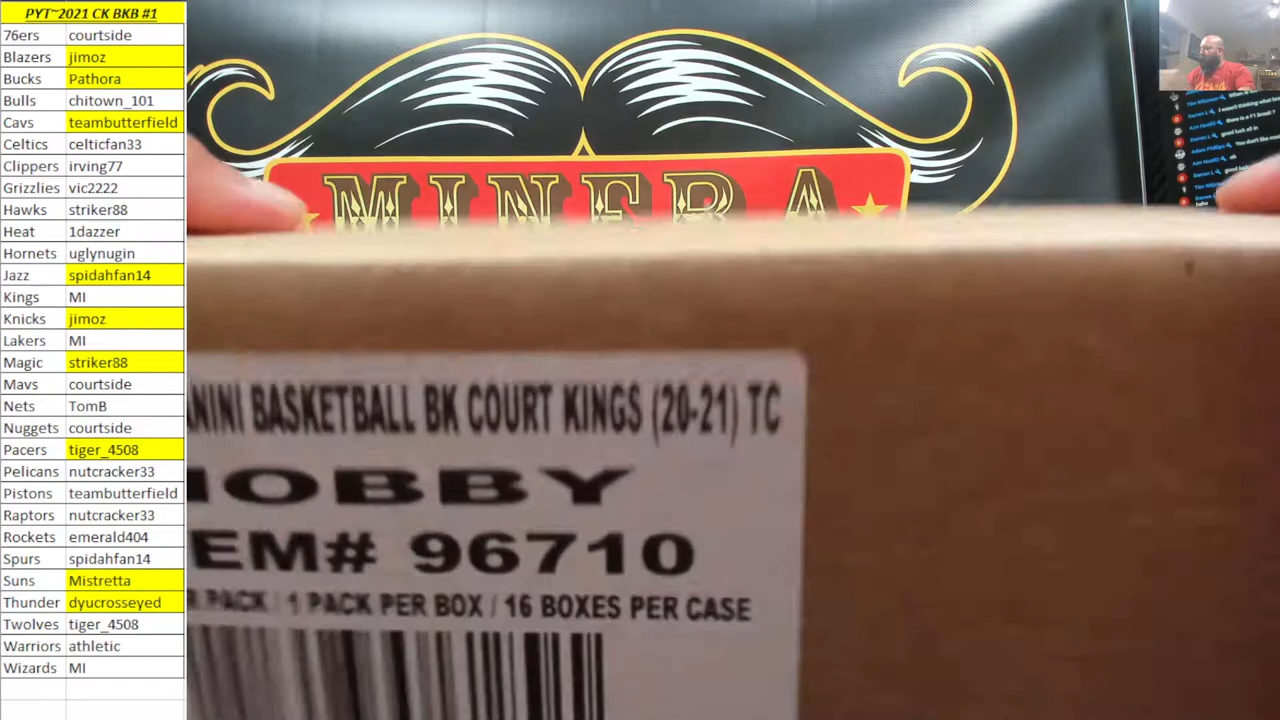 PYT~2021 CK BKB #1
76ers courtside
Blazers jimoz
Bucks Pathora
Bulls chitown_101
Cavs teambutterfield
Celtics celticfan33
Clippers irving77
Grizzlies vic2222
Hawks striker88
Heat 1dazzer
Hornets uglynugin
Jazz spidahfan14
Kings MI
Knicks jimoz
Lakers MI
Magic striker88
Mavs courtside
Nets TomB
Nuggets courtside
Pacers tiger_4508
Pelicans nutcracker33
Pistons teambutterfield
Raptors nutcracker33
Rockets emerald404
Spurs spidahfan14
Suns Mistretta
Thunder dyucrosseyed
Twolves tiger_4508
Warriors athletic
Wizards MI
MINERA
BASKETBALL BK COURT KINGS (20-21) TC
96710
PACK / 1 PACK PER BOX / 16 BOXES PER CASE